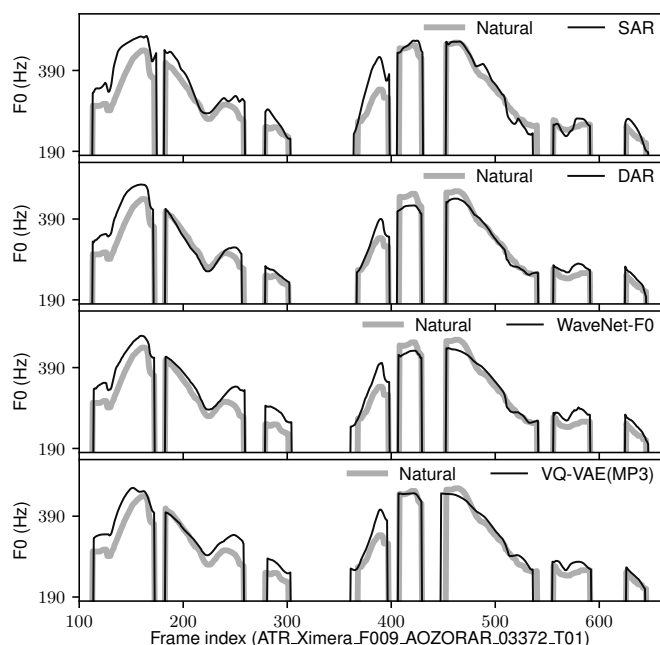 Natural SAR
390
190
F0 (Hz)
Natural DAR
390
190
F0 (Hz)
Natural WaveNet-F0
390
190
F0 (Hz)
Natural VQ-VAE(MP3)
390
190
F0 (Hz)
100 200 300 400 500 600
Frame index (ATR_Ximera_F009_AOZORAR_03372_T01)